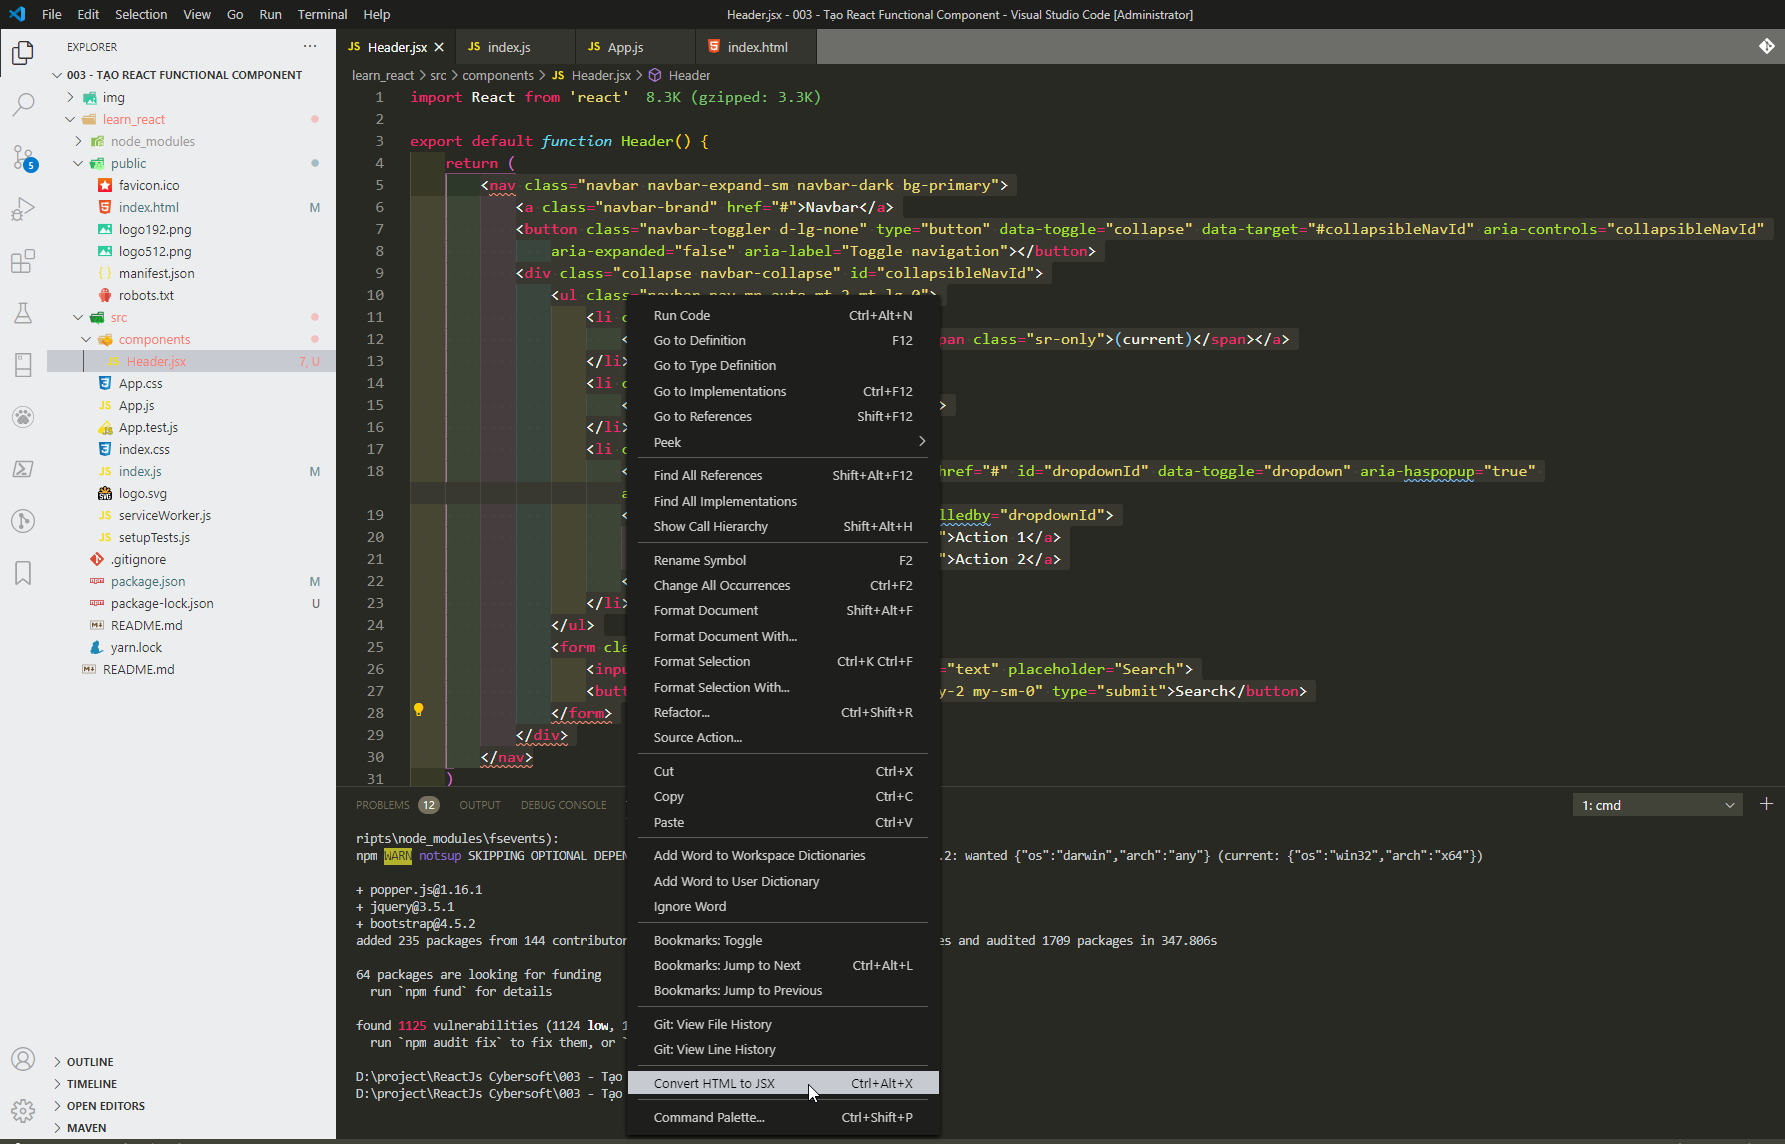 File Edit Selection View Go Run Terminal Help
Header.jsx - 003 - Tạo React Functional Component - Visual Studio Code [Administrator]
EXPLORER ...
003 - TẠO REACT FUNCTIONAL COMPONENT
img
learn_react
node_modules
public
favicon.ico
index.html M
logo192.png
logo512.png
manifest.json
robots.txt
src
components
Header.jsx 7, U
App.css
App.js
App.test.js
index.css
index.js M
logo.svg
serviceWorker.js
setupTests.js
.gitignore
package.json M
package-lock.json U
README.md
yarn.lock
README.md
OUTLINE
TIMELINE
OPEN EDITORS
MAVEN
5
JS Header.jsx JS index.js JS App.js index.html
learn_react > src > components > JS Header.jsx > Header
1 import React from 'react' 8.3K (gzipped: 3.3K)
2
3 export default function Header() {
4 return (
5 <nav class="navbar navbar-expand-sm navbar-dark bg-primary">
6 <a class="navbar-brand" href="#">Navbar</a>
7 <button class="navbar-toggler d-lg-none" type="button" data-toggle="collapse" data-target="#collapsibleNavId" aria-controls="collapsibleNavId"
8 aria-expanded="false" aria-label="Toggle navigation"></button>
9 <div class="collapse navbar-collapse" id="collapsibleNavId">
10 <ul class="navbar-nav mr-auto mt-2 mt-lg-0">
11 <li c
12 < pan class="sr-only">(current)</span></a>
13 </li>
14 <li c
15 < >
16 </li>
17 <li c
18 < href="#" id="dropdownId" data-toggle="dropdown" aria-haspopup="true"
a
19 < lledby="dropdownId">
20 ">Action 1</a>
21 ">Action 2</a>
22 <
23 </li>
24 </ul>
25 <form cla
26 <inpu ="text" placeholder="Search">
27 <butt y-2 my-sm-0" type="submit">Search</button>
28 </form>
29 </div>
30 </nav>
31 )
Run Code Ctrl+Alt+N
Go to Definition F12
Go to Type Definition
Go to Implementations Ctrl+F12
Go to References Shift+F12
Peek
Find All References Shift+Alt+F12
Find All Implementations
Show Call Hierarchy Shift+Alt+H
Rename Symbol F2
Change All Occurrences Ctrl+F2
Format Document Shift+Alt+F
Format Document With...
Format Selection Ctrl+K Ctrl+F
Format Selection With...
Refactor... Ctrl+Shift+R
Source Action...
Cut Ctrl+X
Copy Ctrl+C
Paste Ctrl+V
Add Word to Workspace Dictionaries
Add Word to User Dictionary
Ignore Word
Bookmarks: Toggle
Bookmarks: Jump to Next Ctrl+Alt+L
Bookmarks: Jump to Previous
Git: View File History
Git: View Line History
Convert HTML to JSX Ctrl+Alt+X
Command Palette... Ctrl+Shift+P
PROBLEMS 12 OUTPUT DEBUG CONSOLE 1: cmd
ripts\node_modules\fsevents):
npm WARN notsup SKIPPING OPTIONAL DEPEN .2: wanted {"os":"darwin","arch":"any"} (current: {"os":"win32","arch":"x64"})
+ popper.js@1.16.1
+ jquery@3.5.1
+ bootstrap@4.5.2
added 235 packages from 144 contributor es and audited 1709 packages in 347.806s
64 packages are looking for funding
run `npm fund` for details
found 1125 vulnerabilities (1124 low, 1
run `npm audit fix` to fix them, or `
D:\project\ReactJs Cybersoft\003 - Tạo
D:\project\ReactJs Cybersoft\003 - Tạo